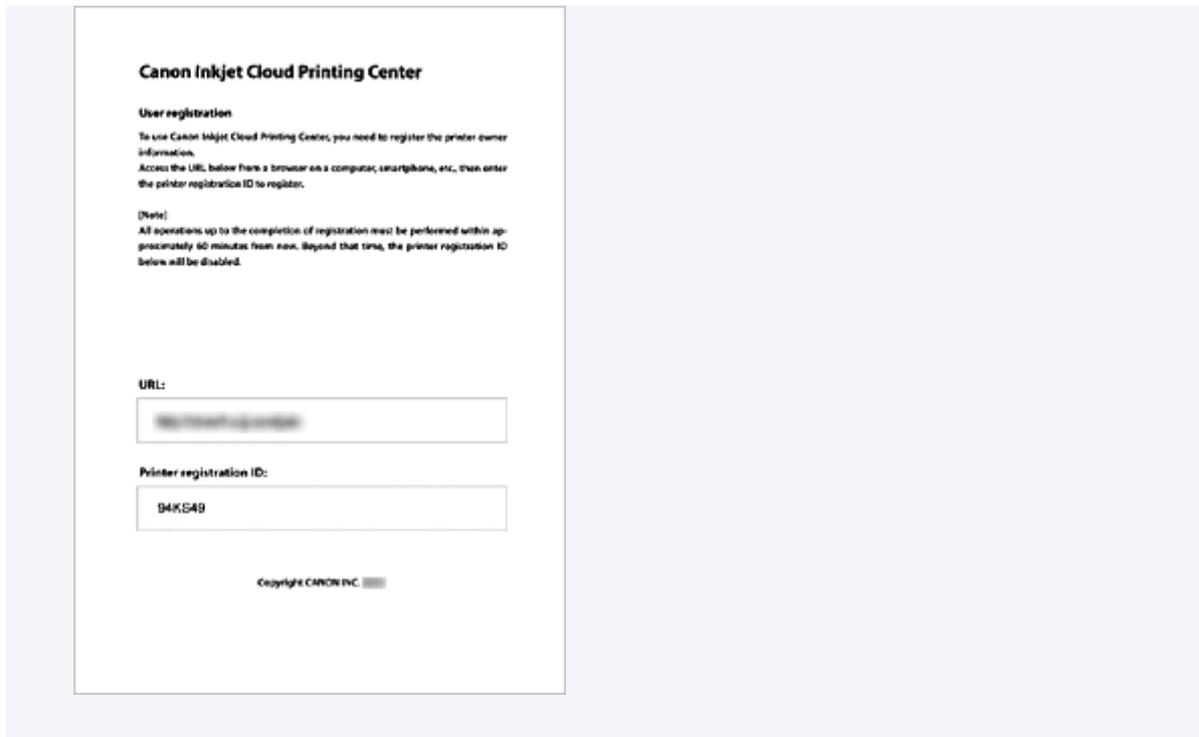 Canon Inkjet Cloud Printing Center
User registration
To use Canon Inkjet Cloud Printing Center, you need to register the printer owner
information.
Access the URL below from a browser on a computer, smartphone, etc., then enter
the printer registration ID to register.
[Note]
All operations up to the completion of registration must be performed within ap-
proximately 60 minutes from now. Beyond that time, the printer registration ID
below will be disabled.
URL:
Printer registration ID:
94KS49
Copyright CANON INC.